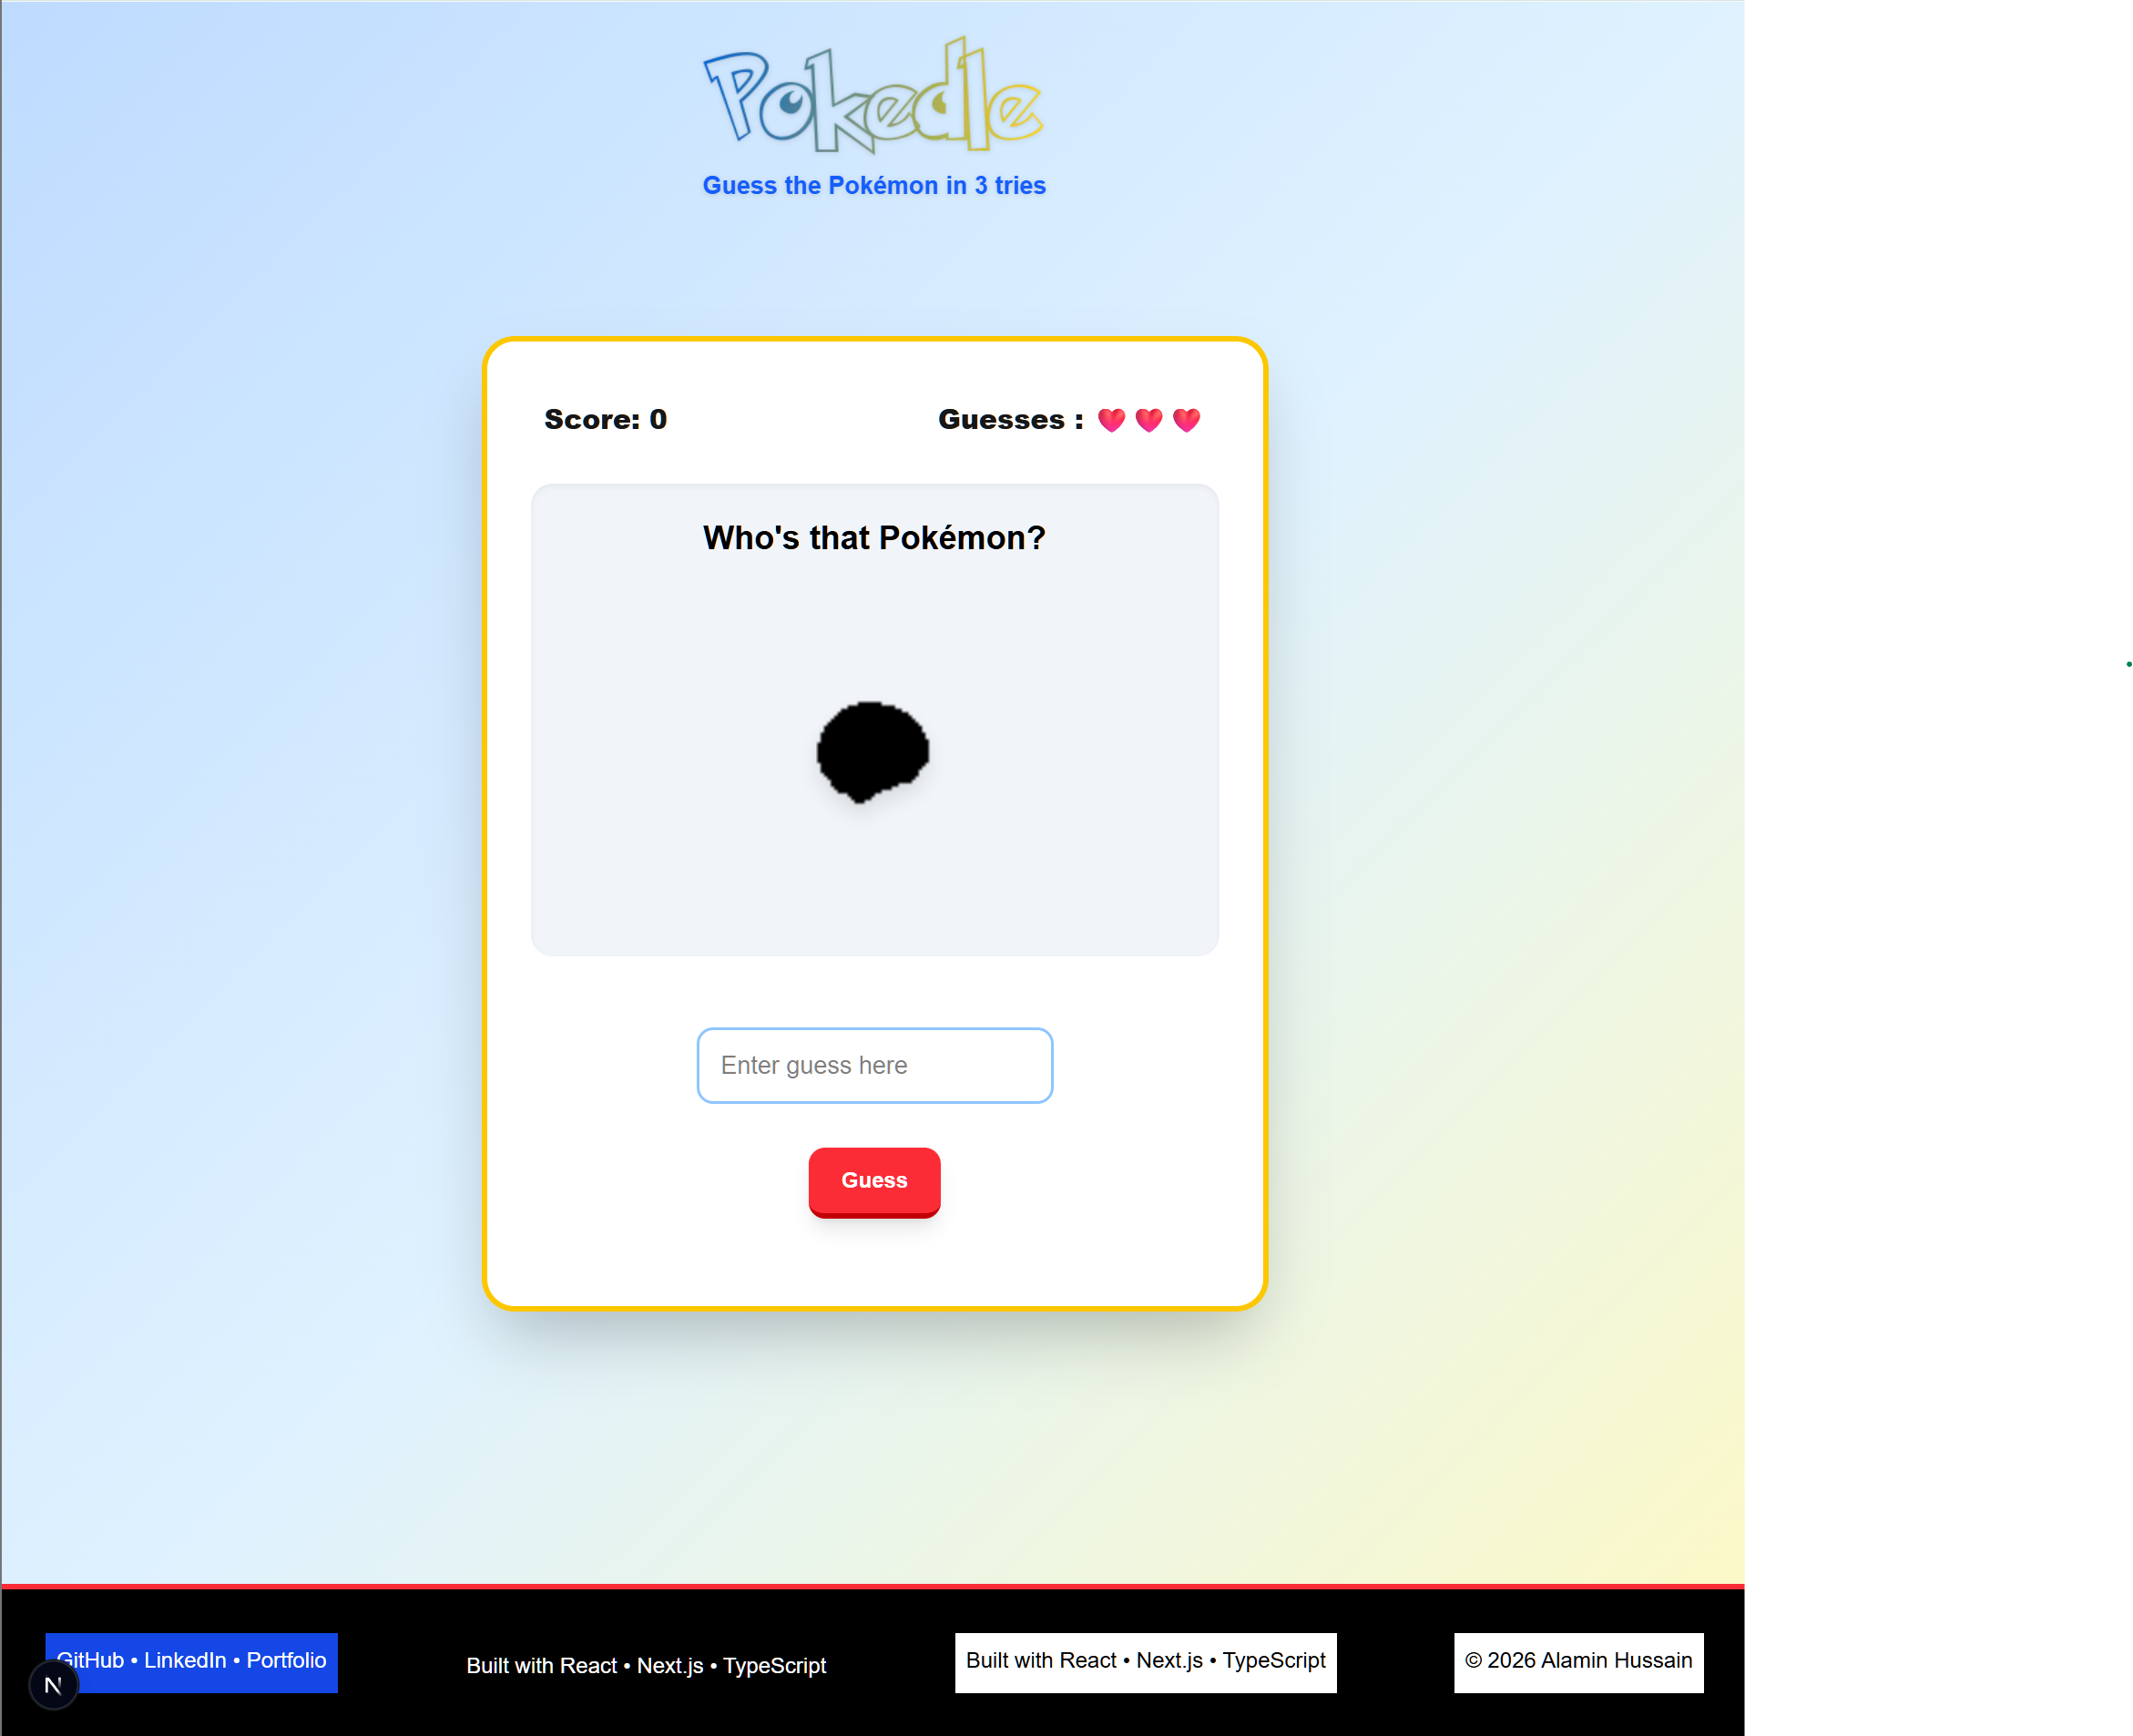 Pokedle
Guess the Pokémon in 3 tries
Score: 0
Guesses :
Who's that Pokémon?
Enter guess here
Guess
GitHub • LinkedIn • Portfolio
N
Built with React • Next.js • TypeScript
Built with React • Next.js • TypeScript
© 2026 Alamin Hussain